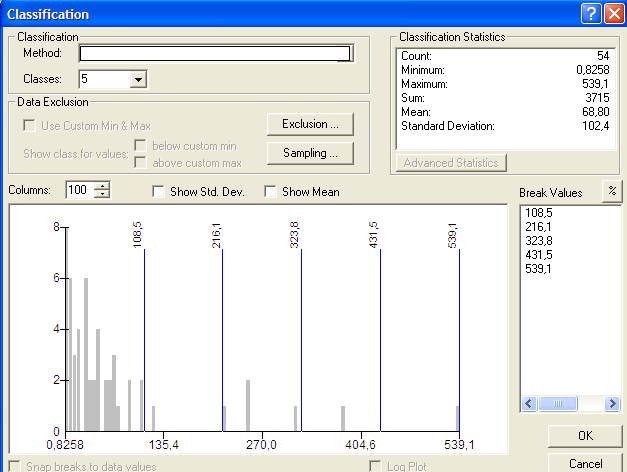 Classification
Classification
Method:
Classes: 5
Data Exclusion
Use Custom Min & Max
Exclusion ...
Show class for values:
below custom min
above custom max
Sampling ...
Classification Statistics
Count: 54
Minimum: 0,8258
Maximum: 539,1
Sum: 3715
Mean: 68,80
Standard Deviation: 102,4
Advanced Statistics
Columns: 100
Show Std. Dev.
Show Mean
Break Values
%
8
6
4
2
0
108,5
216,1
323,8
431,5
539,1
0,8258
135,4
270,0
404,6
539,1
108,5
216,1
323,8
431,5
539,1
OK
Cancel
Snap breaks to data values
Log Plot